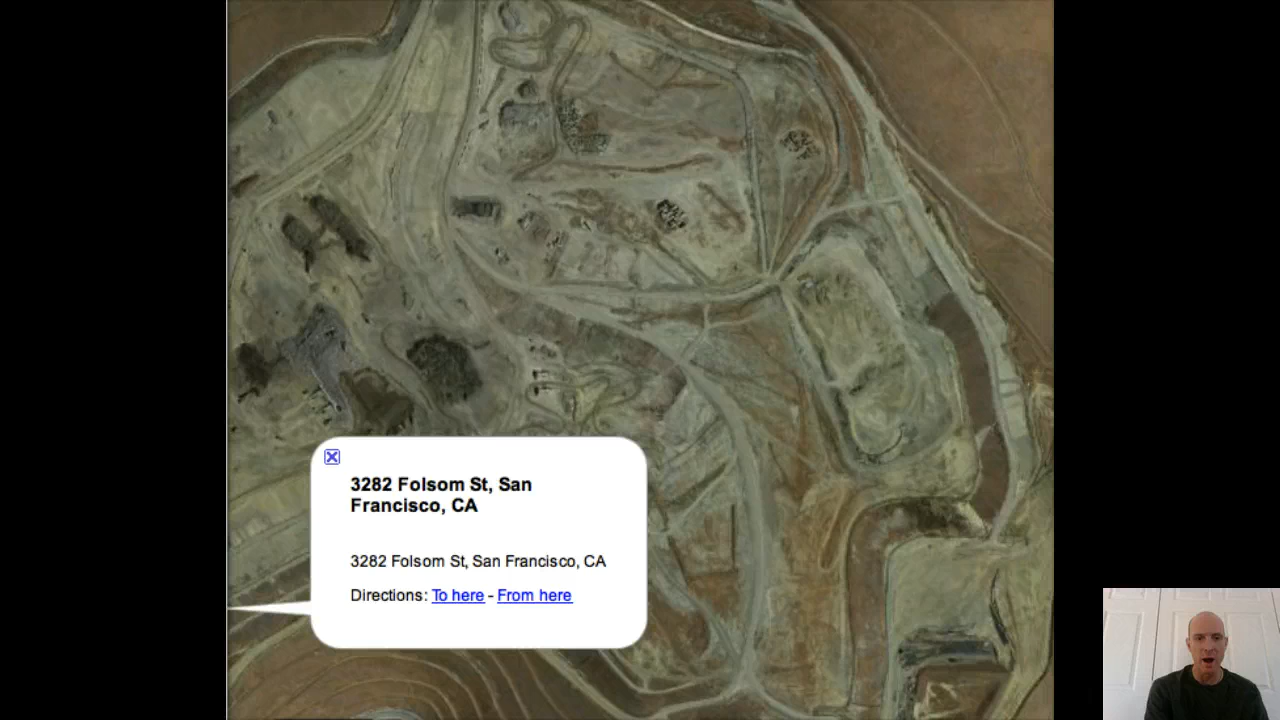 3282 Folsom St, San
Francisco, CA
3282 Folsom St, San Francisco, CA
Directions: To here - From here